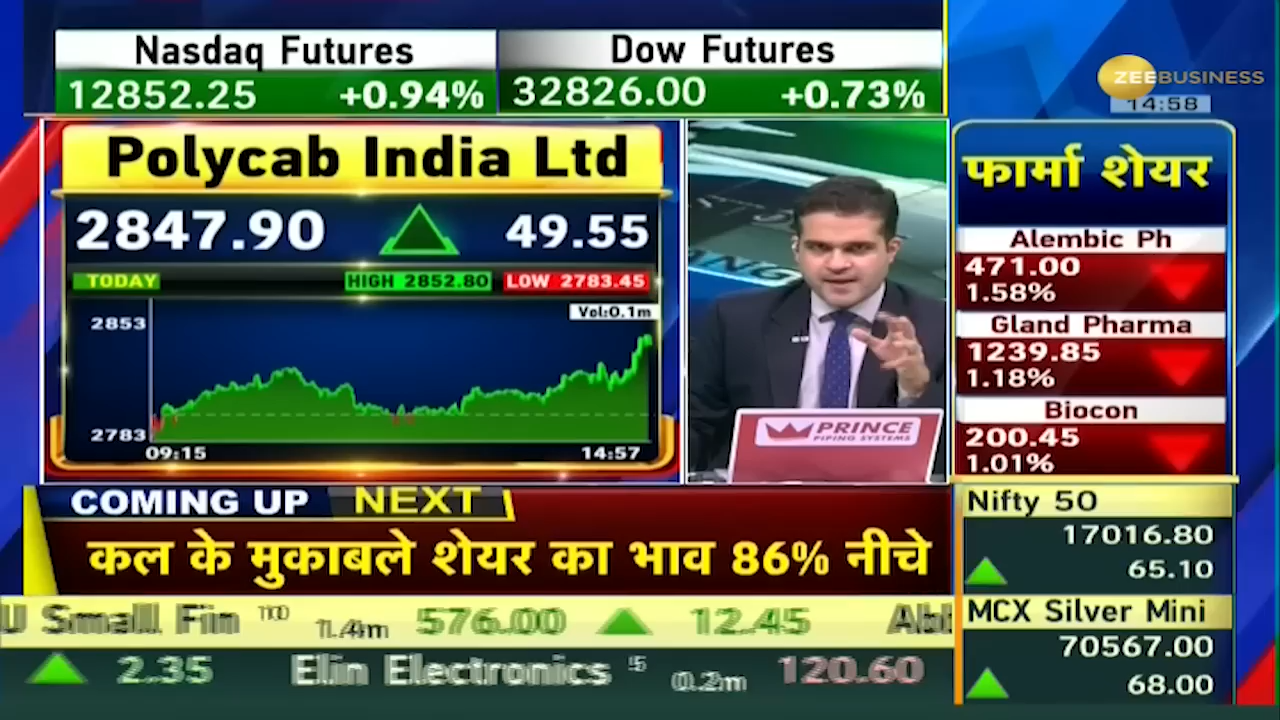 Nasdaq Futures
12852.25 +0.94%
Dow Futures
32826.00 +0.73%
ZEEBUSINESS
14:58
Polycab India Ltd
2847.90 49.55
TODAY HIGH 2852.80 LOW 2783.45
Vol:0.1m
2853
2783
09:15 14:57
PRINCE
PIPING SYSTEMS
फार्मा शेयर
Alembic Ph
471.00
1.58%
Gland Pharma
1239.85
1.18%
Biocon
200.45
1.01%
COMING UP NEXT
कल के मुकाबले शेयर का भाव 86% नीचे
Nifty 50
17016.80
65.10
MCX Silver Mini
70567.00
68.00
U Small Fin 1.4m 576.00 12.45
2.35 Elin Electronics 0.2m 120.60